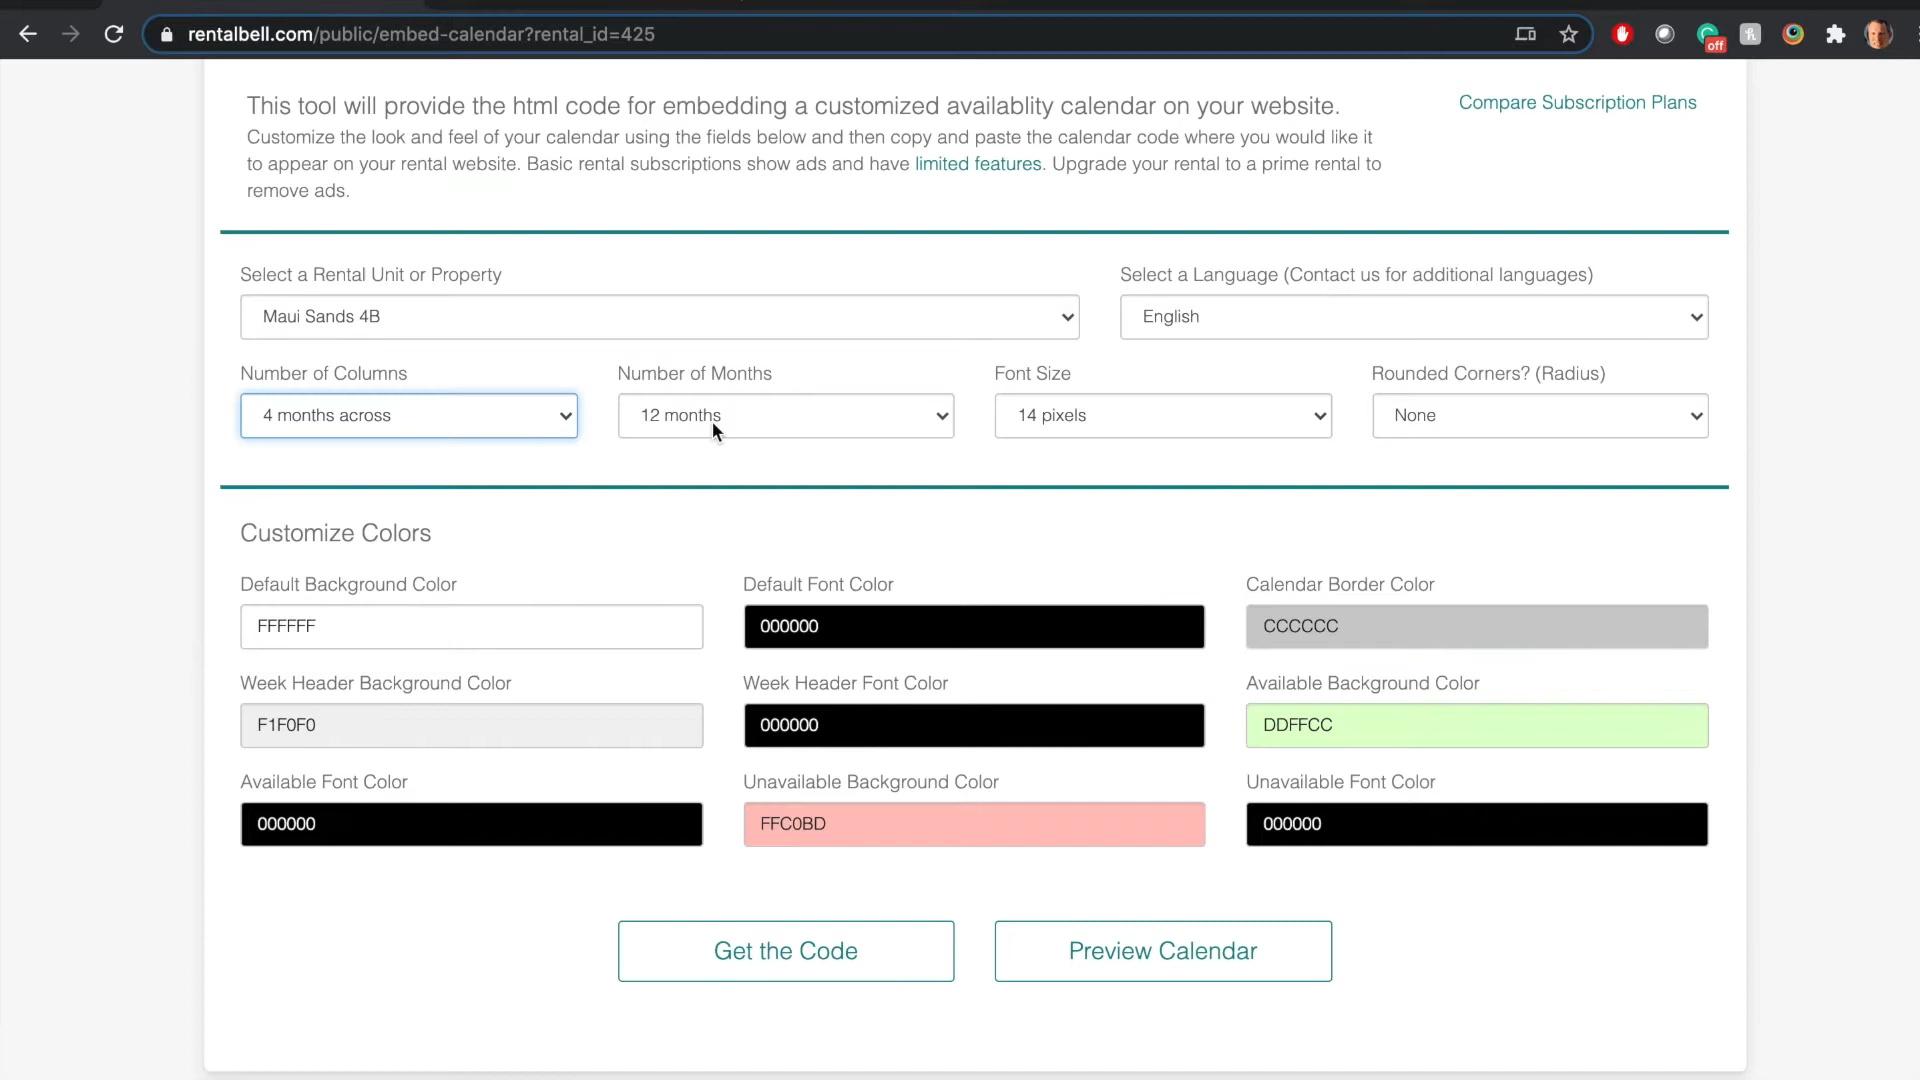 rentalbell.com/public/embed-calendar?rental_id=425
off
This tool will provide the html code for embedding a customized availablity calendar on your website.
Compare Subscription Plans
Customize the look and feel of your calendar using the fields below and then copy and paste the calendar code where you would like it
to appear on your rental website. Basic rental subscriptions show ads and have limited features. Upgrade your rental to a prime rental to
remove ads.
Select a Rental Unit or Property
Select a Language (Contact us for additional languages)
Maui Sands 4B
English
Number of Columns
Number of Months
Font Size
Rounded Corners? (Radius)
4 months across
12 months
14 pixels
None
Customize Colors
Default Background Color
Default Font Color
Calendar Border Color
FFFFFF
000000
CCCCCC
Week Header Background Color
Week Header Font Color
Available Background Color
F1F0F0
000000
DDFFCC
Available Font Color
Unavailable Background Color
Unavailable Font Color
000000
FFC0BD
000000
Get the Code
Preview Calendar